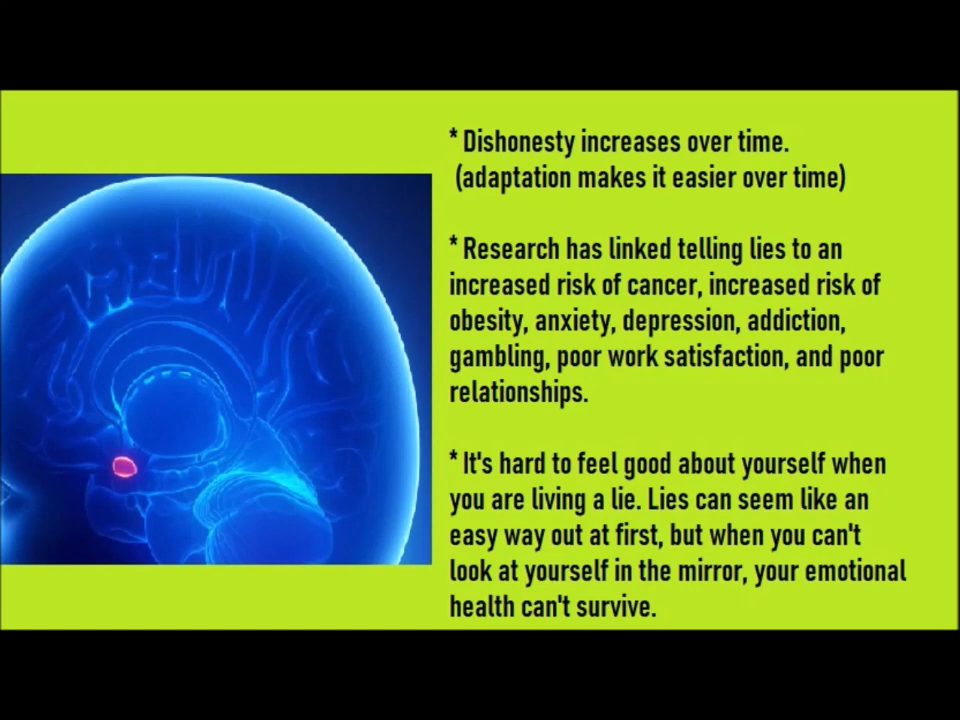 * Dishonesty increases over time.
(adaptation makes it easier over time)
* Research has linked telling lies to an
increased risk of cancer, increased risk of
obesity, anxiety, depression, addiction,
gambling, poor work satisfaction, and poor
relationships.
* It's hard to feel good about yourself when
you are living a lie. Lies can seem like an
easy way out at first, but when you can't
look at yourself in the mirror, your emotional
health can't survive.